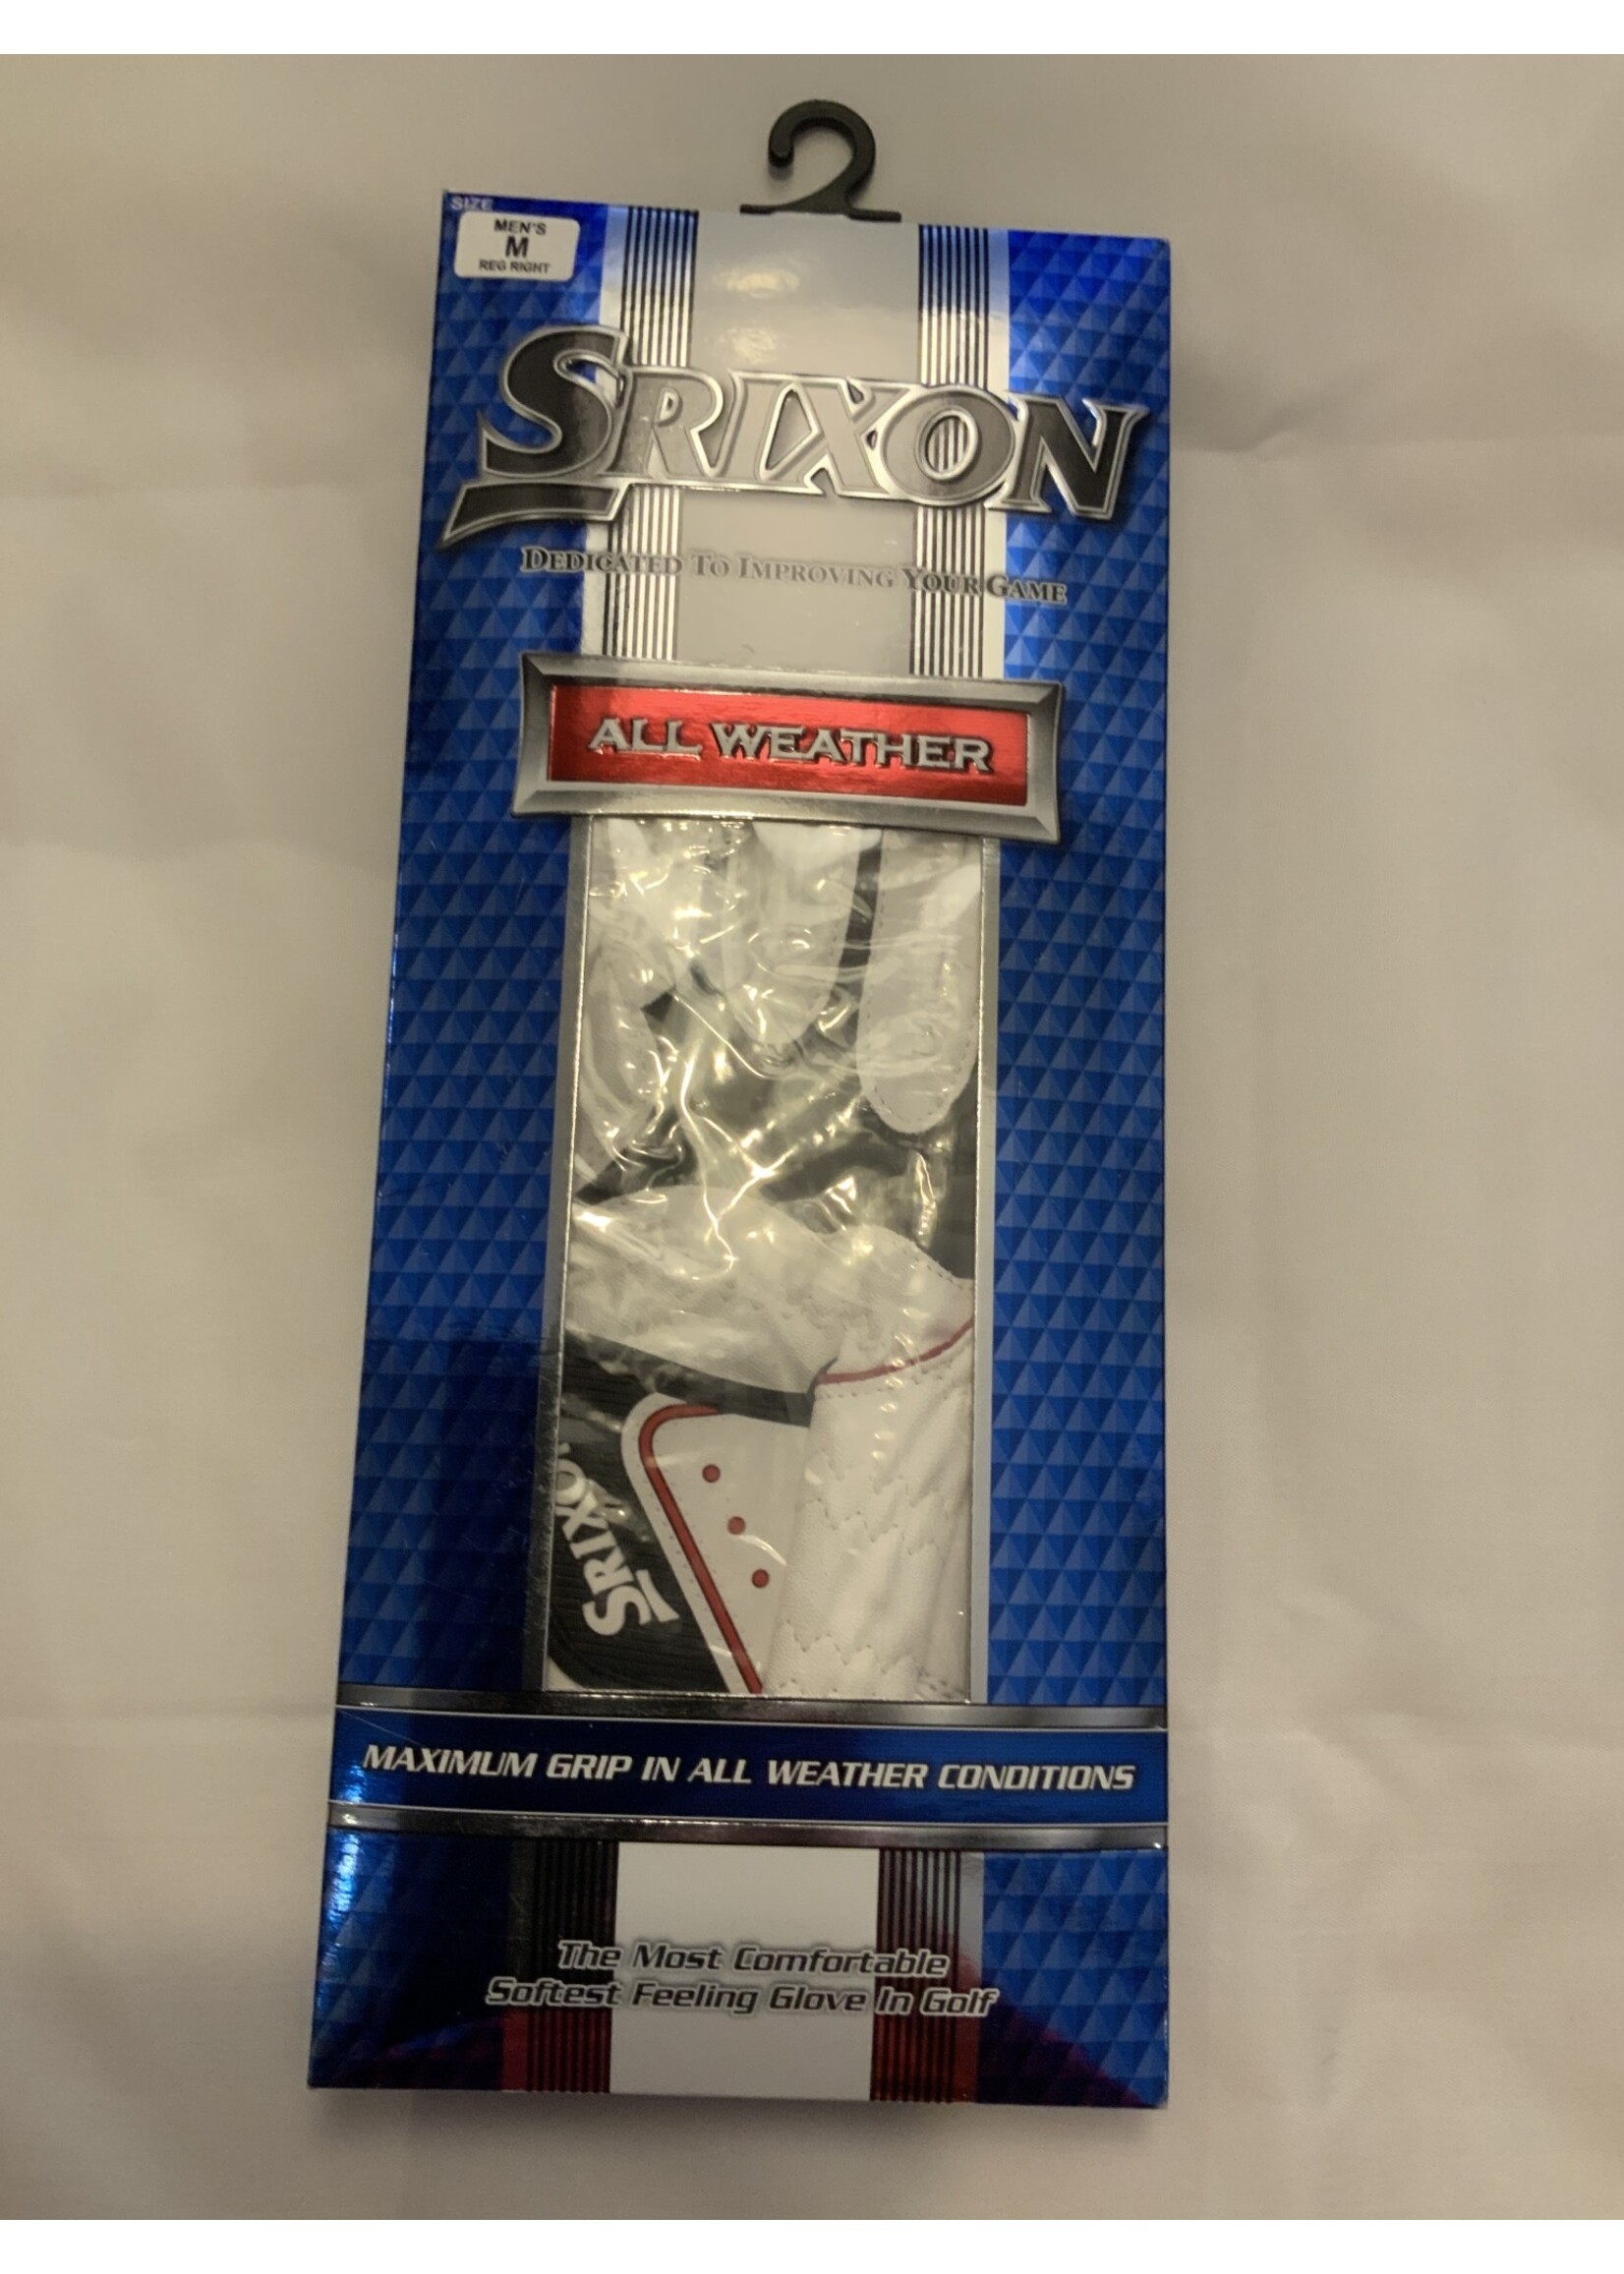 SIZE
MEN'S
M
REG RIGHT
SRIXON
DEDICATED TO IMPROVING YOUR GAME
ALL WEATHER
SRIXON
MAXIMUM GRIP IN ALL WEATHER CONDITIONS
The Most Comfortable
Softest Feeling Glove In Golf